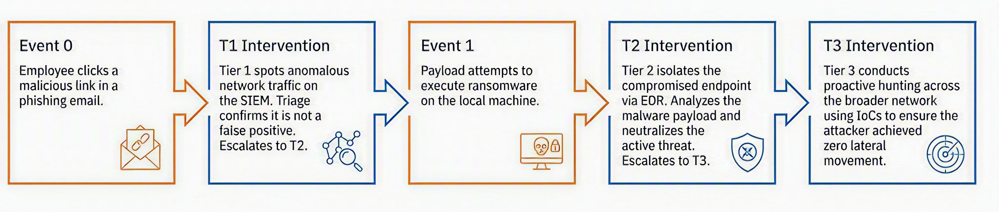 Event 0
Employee clicks a
malicious link in a
phishing email.
T1 Intervention
Tier 1 spots anomalous
network traffic on
the SIEM. Triage
confirms it is not a
false positive.
Escalates to T2.
Event 1
Payload attempts to
execute ransomware
on the local machine.
T2 Intervention
Tier 2 isolates the
compromised endpoint
via EDR. Analyzes the
malware payload and
neutralizes the
active threat.
Escalates to T3.
T3 Intervention
Tier 3 conducts
proactive hunting across
the broader network
using IoCs to ensure the
attacker achieved
zero lateral
movement.